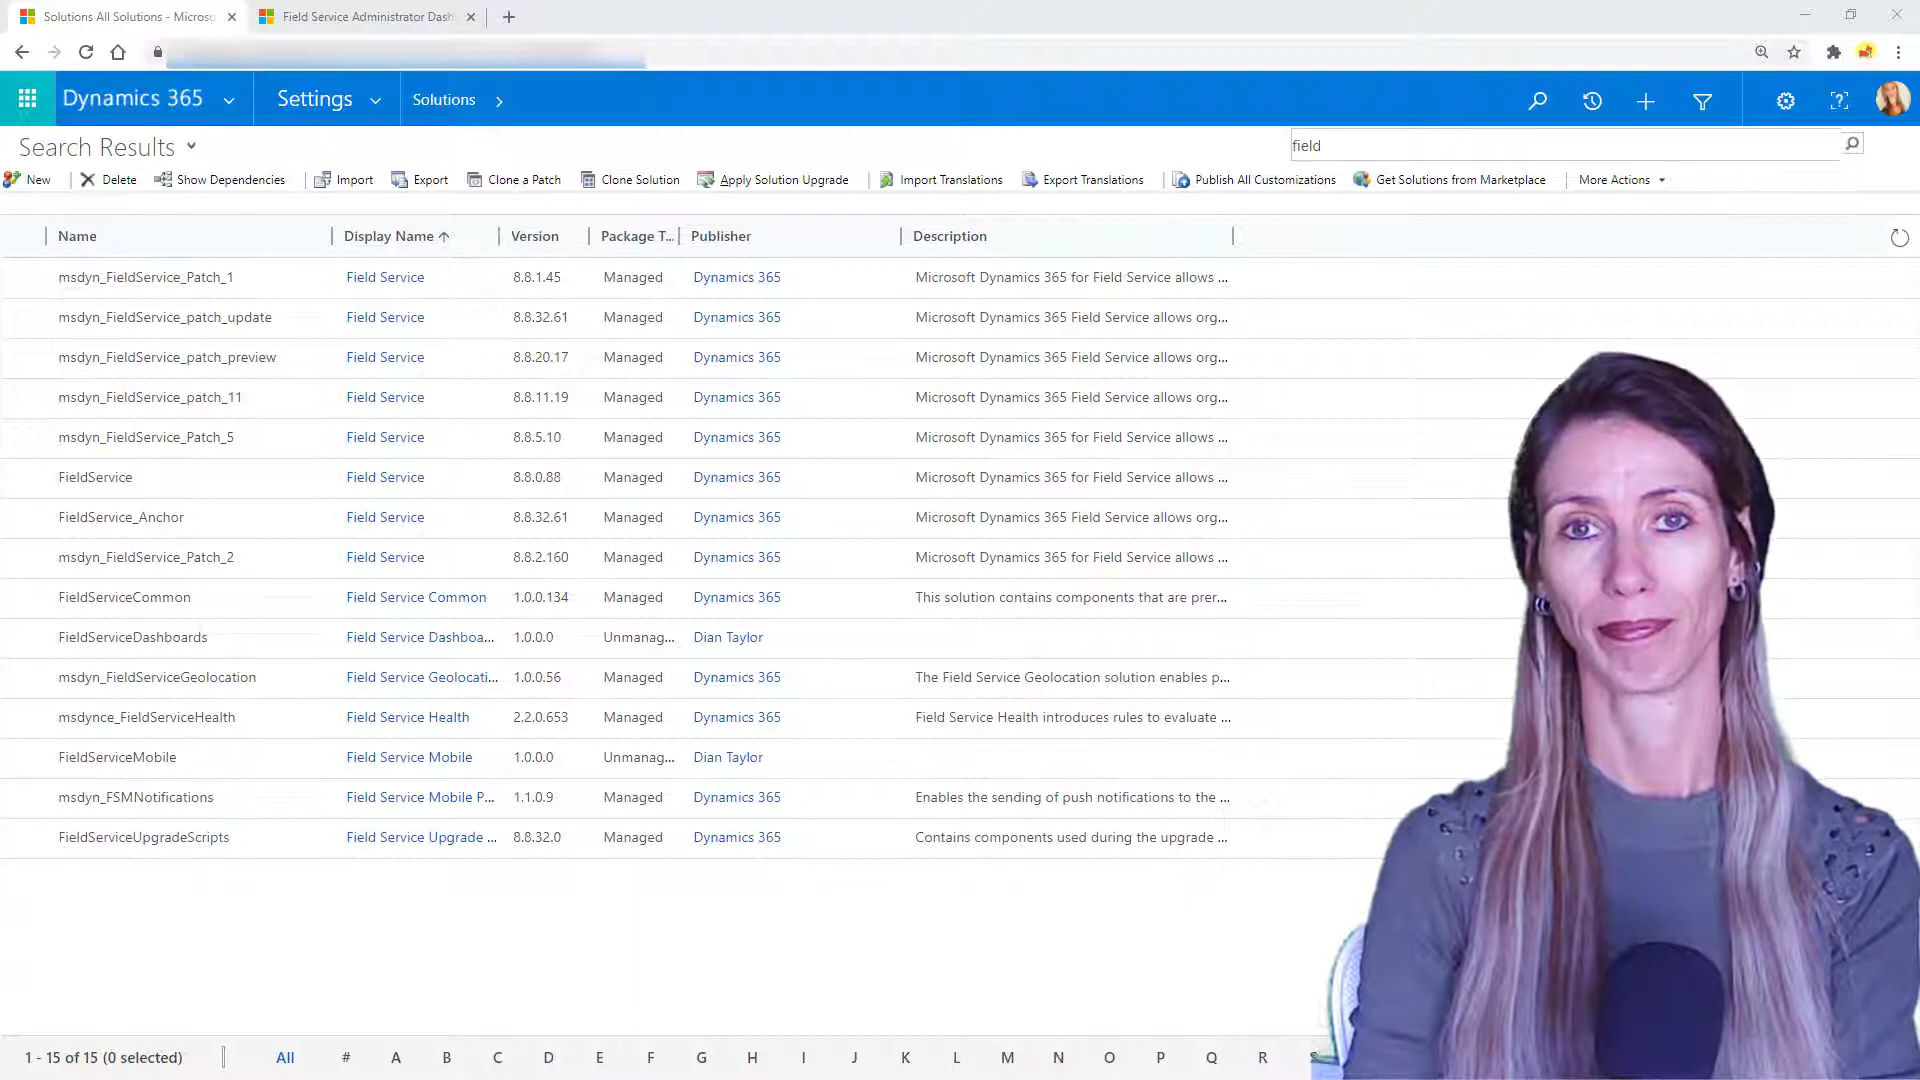 Solutions All Solutions - Microso
Field Service Administrator Dash
Dynamics 365
Settings
Solutions
Search Results
field
New
Delete
Show Dependencies
Import
Export
Clone a Patch
Clone Solution
Apply Solution Upgrade
Import Translations
Export Translations
Publish All Customizations
Get Solutions from Marketplace
More Actions
Name Display Name Version Package T... Publisher Description
msdyn_FieldService_Patch_1 Field Service 8.8.1.45 Managed Dynamics 365 Microsoft Dynamics 365 for Field Service allows ...
msdyn_FieldService_patch_update Field Service 8.8.32.61 Managed Dynamics 365 Microsoft Dynamics 365 Field Service allows org...
msdyn_FieldService_patch_preview Field Service 8.8.20.17 Managed Dynamics 365 Microsoft Dynamics 365 Field Service allows org...
msdyn_FieldService_patch_11 Field Service 8.8.11.19 Managed Dynamics 365 Microsoft Dynamics 365 Field Service allows org...
msdyn_FieldService_Patch_5 Field Service 8.8.5.10 Managed Dynamics 365 Microsoft Dynamics 365 for Field Service allows ...
FieldService Field Service 8.8.0.88 Managed Dynamics 365 Microsoft Dynamics 365 for Field Service allows ...
FieldService_Anchor Field Service 8.8.32.61 Managed Dynamics 365 Microsoft Dynamics 365 Field Service allows org...
msdyn_FieldService_Patch_2 Field Service 8.8.2.160 Managed Dynamics 365 Microsoft Dynamics 365 for Field Service allows ...
FieldServiceCommon Field Service Common 1.0.0.134 Managed Dynamics 365 This solution contains components that are prer...
FieldServiceDashboards Field Service Dashboa... 1.0.0.0 Unmanag... Dian Taylor
msdyn_FieldServiceGeolocation Field Service Geolocati... 1.0.0.56 Managed Dynamics 365 The Field Service Geolocation solution enables p...
msdynce_FieldServiceHealth Field Service Health 2.2.0.653 Managed Dynamics 365 Field Service Health introduces rules to evaluate ...
FieldServiceMobile Field Service Mobile 1.0.0.0 Unmanag... Dian Taylor
msdyn_FSMNotifications Field Service Mobile P... 1.1.0.9 Managed Dynamics 365 Enables the sending of push notifications to the ...
FieldServiceUpgradeScripts Field Service Upgrade ... 8.8.32.0 Managed Dynamics 365 Contains components used during the upgrade ...
1 - 15 of 15 (0 selected) All # A B C D E F G H I J K L M N O P Q R